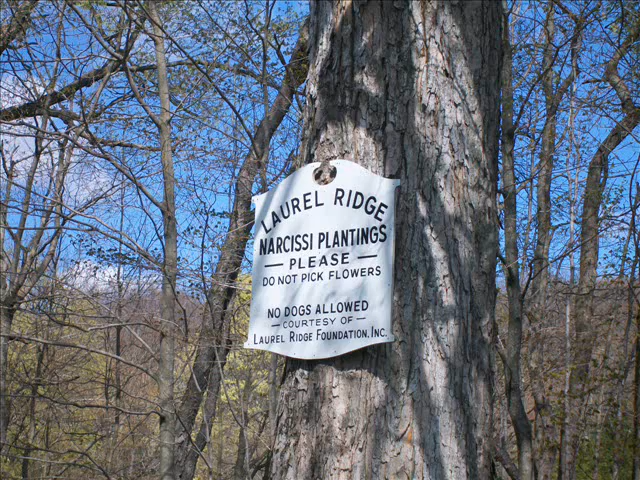 LAUREL RIDGE
NARCISSI PLANTINGS
PLEASE
DO NOT PICK FLOWERS
NO DOGS ALLOWED
COURTESY OF
LAUREL RIDGE FOUNDATION, INC.